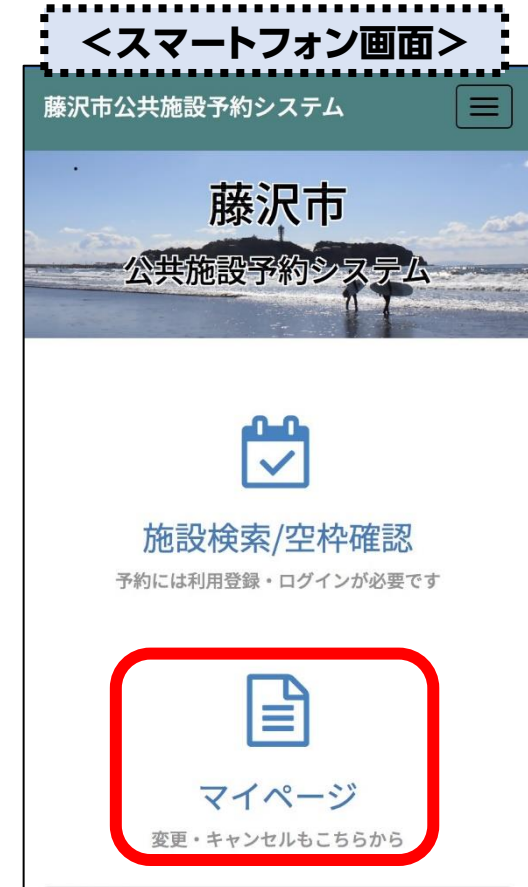 <スマートフォン画面>
藤沢市公共施設予約システム
藤沢市
公共施設予約システム
施設検索/空枠確認
予約には利用登録・ログインが必要です
マイページ
変更・キャンセルもこちらから